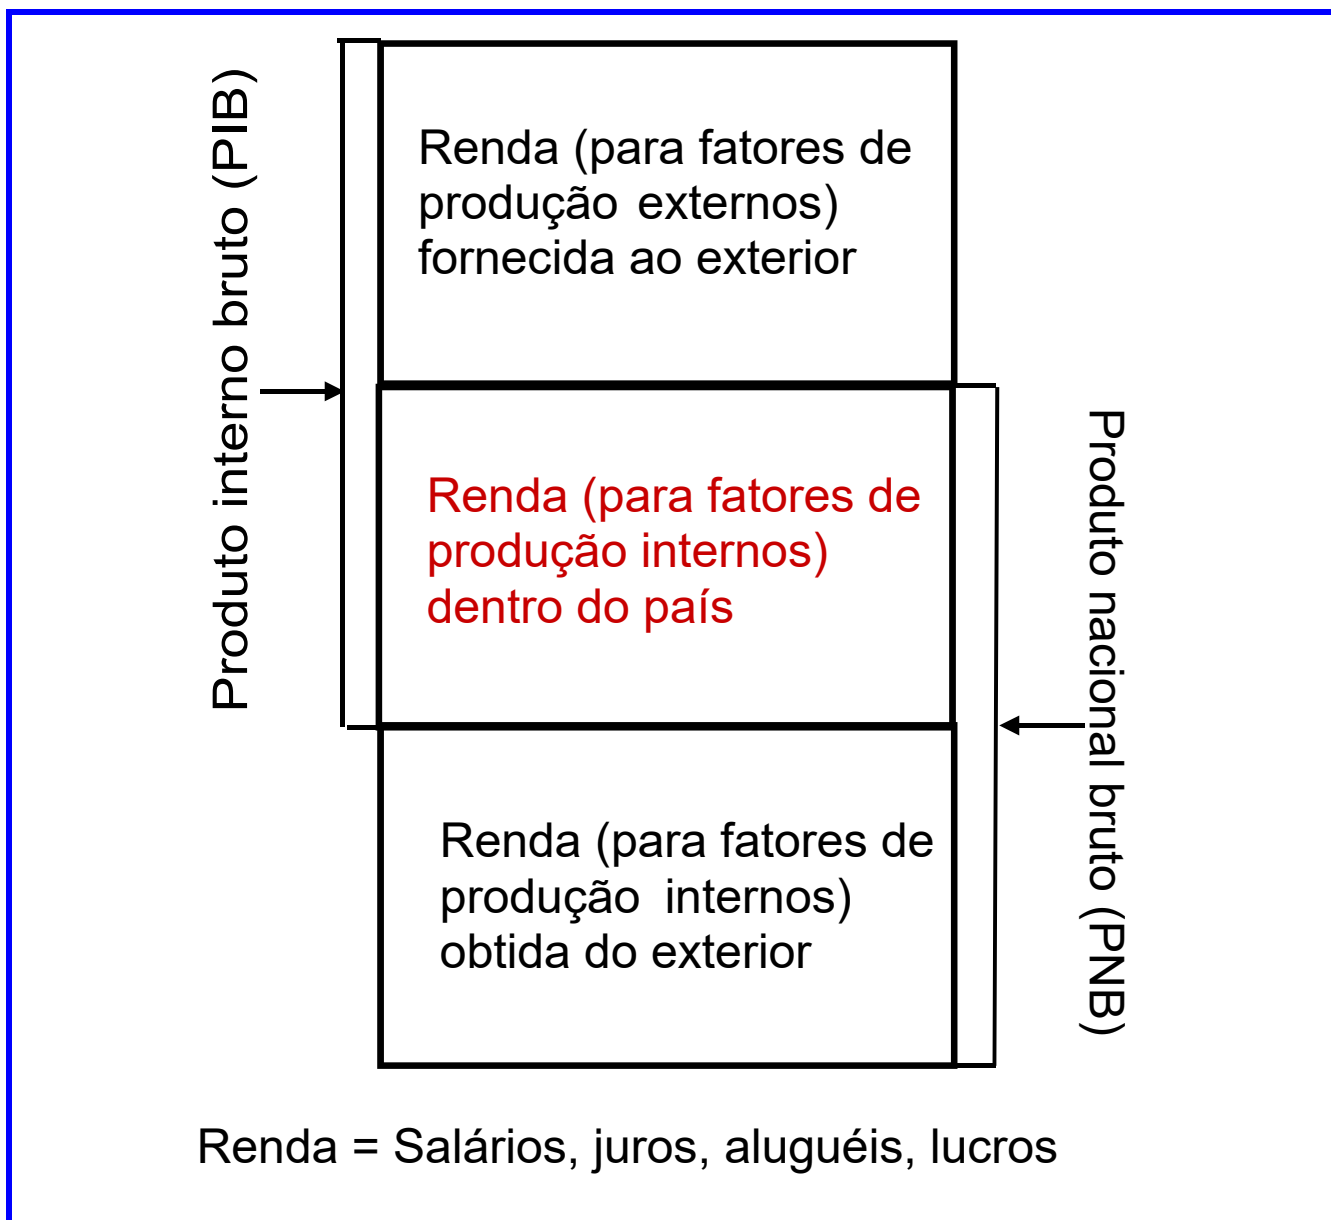 Produto interno bruto (PIB)
Renda (para fatores de
produção externos)
fornecida ao exterior
Renda (para fatores de
produção internos)
dentro do país
Produto nacional bruto (PNB)
Renda (para fatores de
produção internos)
obtida do exterior
Renda = Salários, juros, aluguéis, lucros